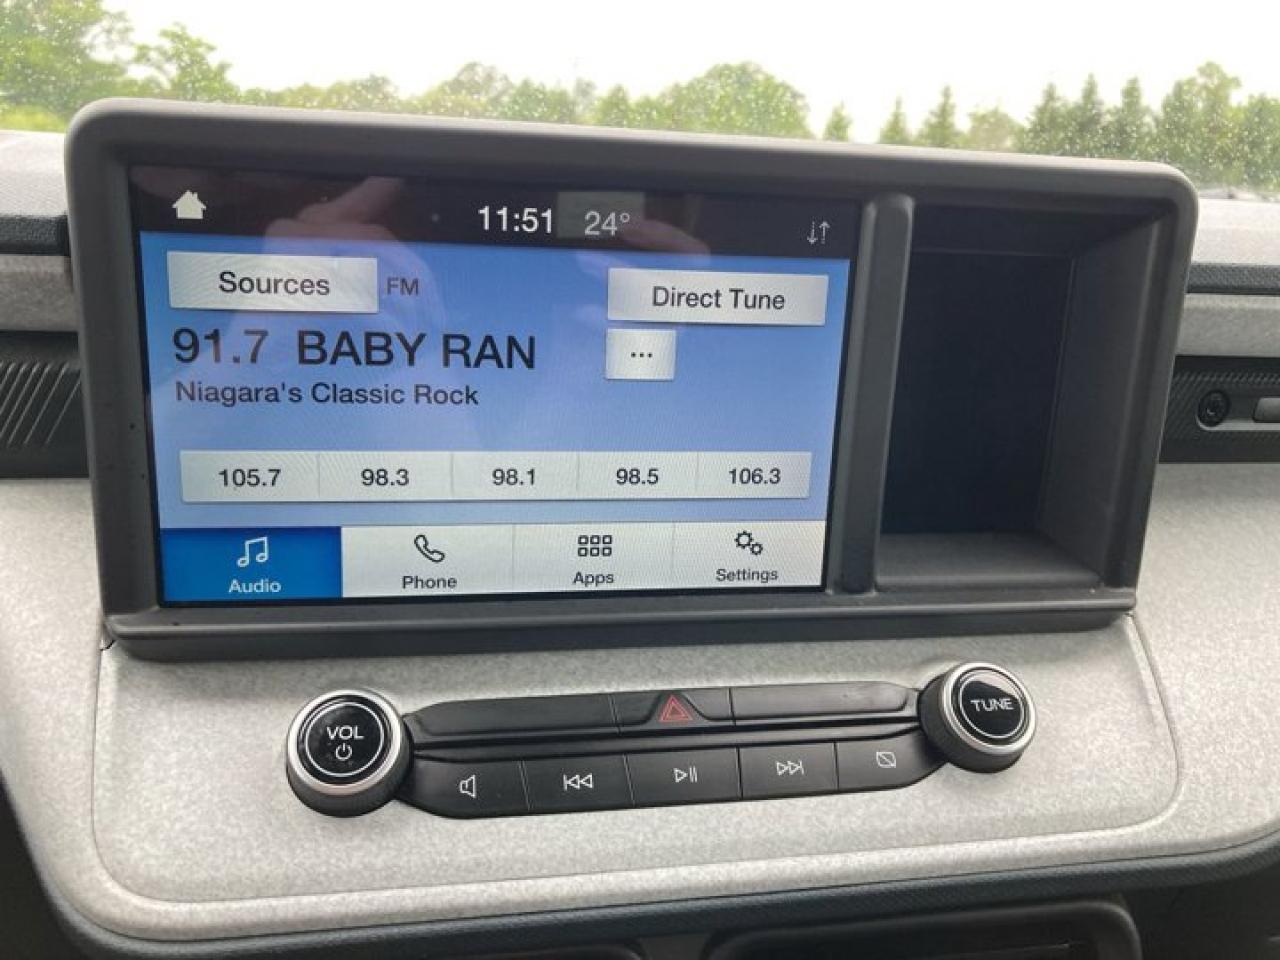 11:51 24°
Sources FM Direct Tune
91.7 BABY RAN ...
Niagara's Classic Rock
105.7 98.3 98.1 98.5 106.3
Audio Phone Apps Settings
VOL
TUNE